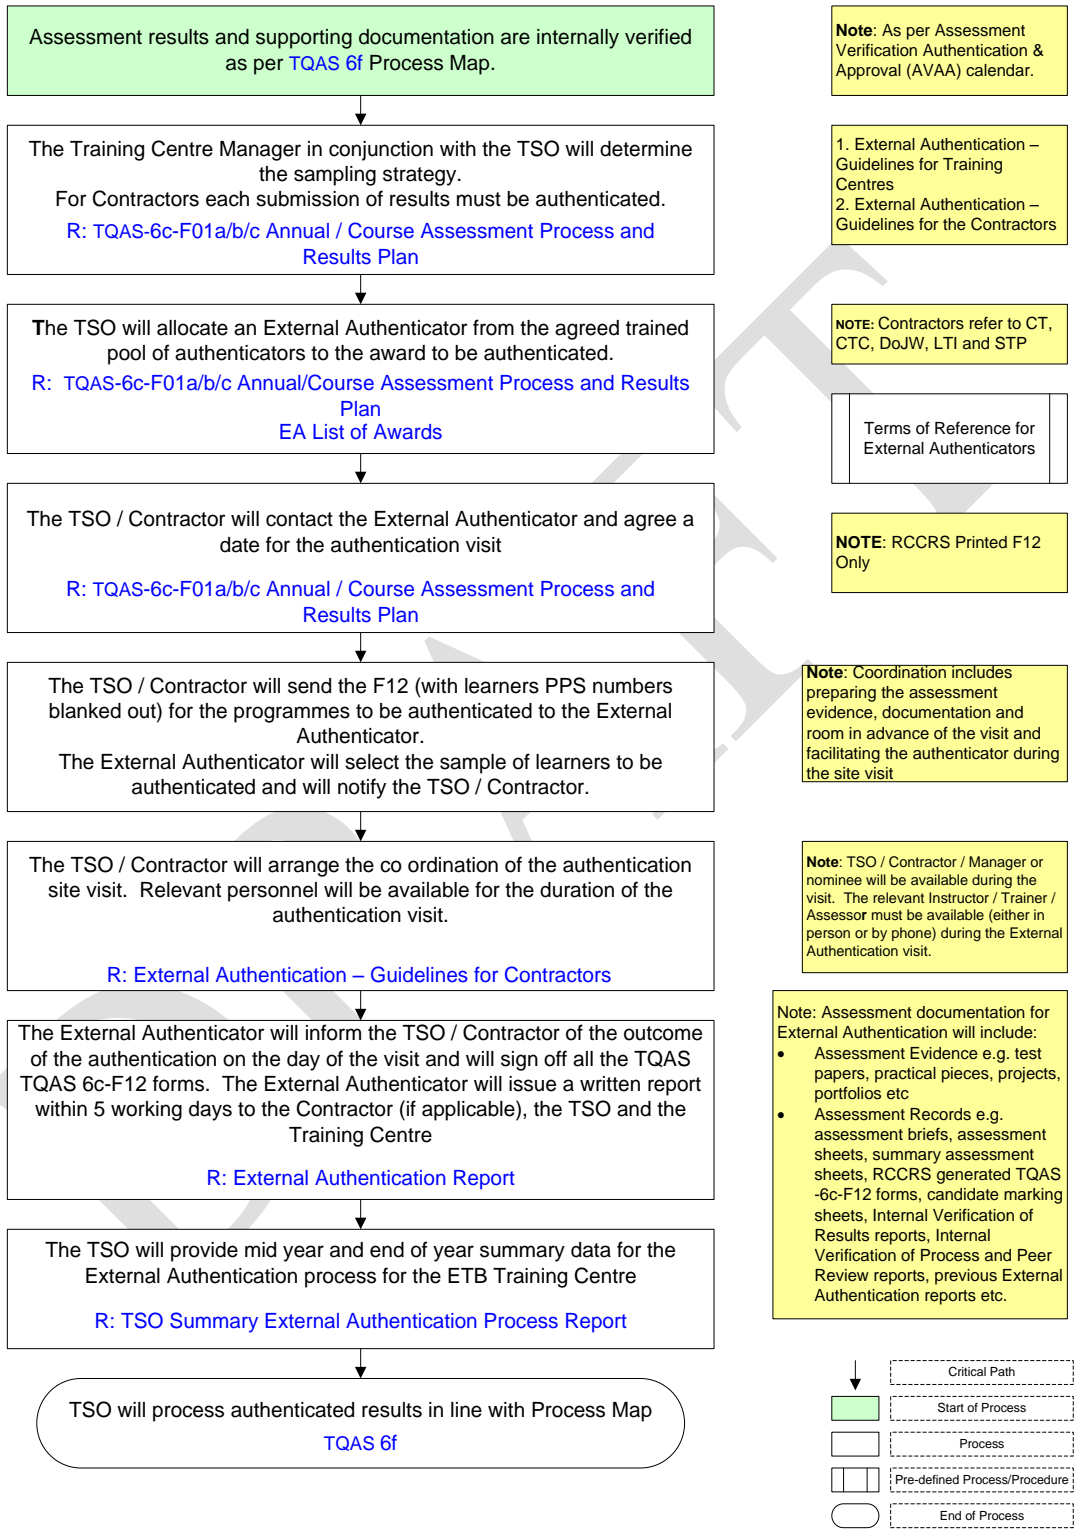 Assessment results and supporting documentation are internally verified
as per TQAS 6f Process Map.
The Training Centre Manager in conjunction with the TSO will determine
the sampling strategy.
For Contractors each submission of results must be authenticated.
R: TQAS-6c-F01a/b/c Annual / Course Assessment Process and
Results Plan
The TSO will allocate an External Authenticator from the agreed trained
pool of authenticators to the award to be authenticated.
R:  TQAS-6c-F01a/b/c Annual/Course Assessment Process and Results
Plan
EA List of Awards
The TSO / Contractor will contact the External Authenticator and agree a
date for the authentication visit
R: TQAS-6c-F01a/b/c Annual / Course Assessment Process and
Results Plan
The TSO / Contractor will send the F12 (with learners PPS numbers
blanked out) for the programmes to be authenticated to the External
Authenticator.
The External Authenticator will select the sample of learners to be
authenticated and will notify the TSO / Contractor.
The TSO / Contractor will arrange the co ordination of the authentication
site visit.  Relevant personnel will be available for the duration of the
authentication visit.
R: External Authentication – Guidelines for Contractors
The External Authenticator will inform the TSO / Contractor of the outcome
of the authentication on the day of the visit and will sign off all the TQAS
TQAS 6c-F12 forms.  The External Authenticator will issue a written report
within 5 working days to the Contractor (if applicable), the TSO and the
Training Centre
R: External Authentication Report
The TSO will provide mid year and end of year summary data for the
External Authentication process for the ETB Training Centre
R: TSO Summary External Authentication Process Report
TSO will process authenticated results in line with Process Map
TQAS 6f
Note: As per Assessment
Verification Authentication &
Approval (AVAA) calendar.
1. External Authentication –
Guidelines for Training
Centres
2. External Authentication –
Guidelines for the Contractors
NOTE: Contractors refer to CT,
CTC, DoJW, LTI and STP
Terms of Reference for
External Authenticators
NOTE: RCCRS Printed F12
Only
Note: Coordination includes
preparing the assessment
evidence, documentation and
room in advance of the visit and
facilitating the authenticator during
the site visit
Note: TSO / Contractor / Manager or
nominee will be available during the
visit.  The relevant Instructor / Trainer /
Assessor must be available (either in
person or by phone) during the External
Authentication visit.
Note: Assessment documentation for
External Authentication will include:
• Assessment Evidence e.g. test
papers, practical pieces, projects,
portfolios etc
• Assessment Records e.g.
assessment briefs, assessment
sheets, summary assessment
sheets, RCCRS generated TQAS
-6c-F12 forms, candidate marking
sheets, Internal Verification of
Results reports, Internal
Verification of Process and Peer
Review reports, previous External
Authentication reports etc.
Critical Path
Start of Process
Process
Pre-defined Process/Procedure
End of Process
DRAFT